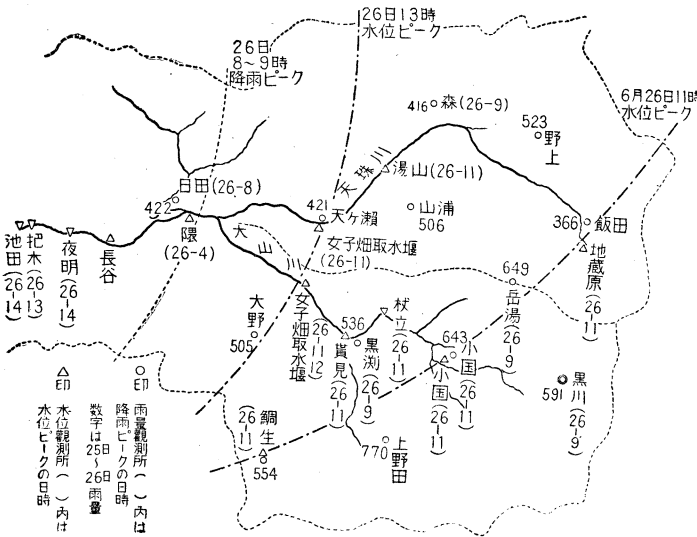 26日
8~9時
降雨ピーク
26日13時
水位ピーク
6月26日11時
水位ピーク
416 森(26-9)
523
野上
天珠川
湯山(26-11)
山浦
506
366 飯田
地蔵原(26-11)
日田(26-8)
422
隈
(26-4)
421
天ケ瀬
女子畑取水堰
(26-11)
大山川
女子畑取水堰(26-11~12)
大野
505
池田(26-14)
把木(26-13)
夜明(26-14)
長谷
536
黒渕(26-9)
貫見(26-11)
杖立(26-11)
643
小国(26-11)
小国(26-11)
649
岳湯(26-9)
591
黒川(26-9)
770
上野田
鯛生(26-11)
554
○印 雨量観測所( )内は
降雨ピークの日時
数字は25日~26日雨量
△印 水位観測所( )内は
水位ピークの日時